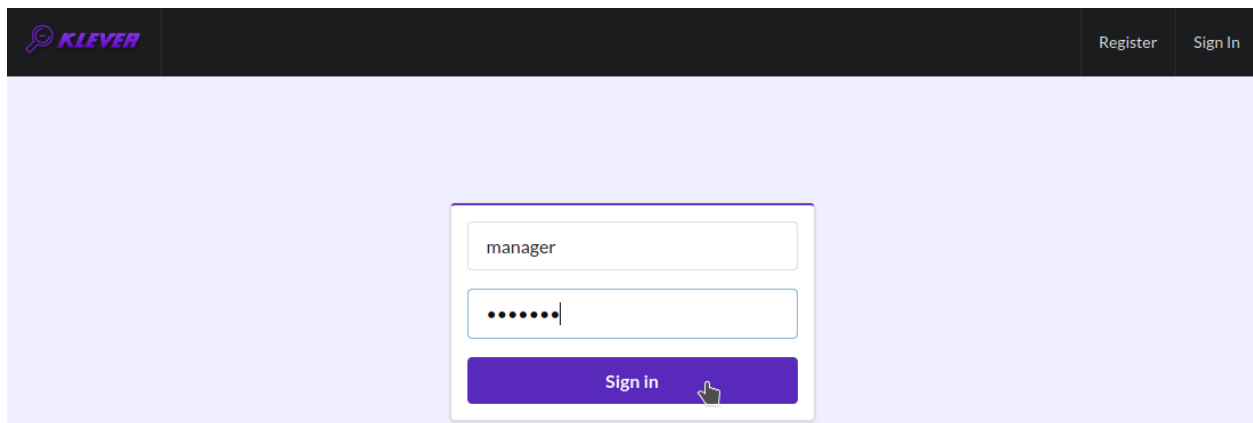 KLEVER
Register
Sign In
manager
•••••••
Sign in